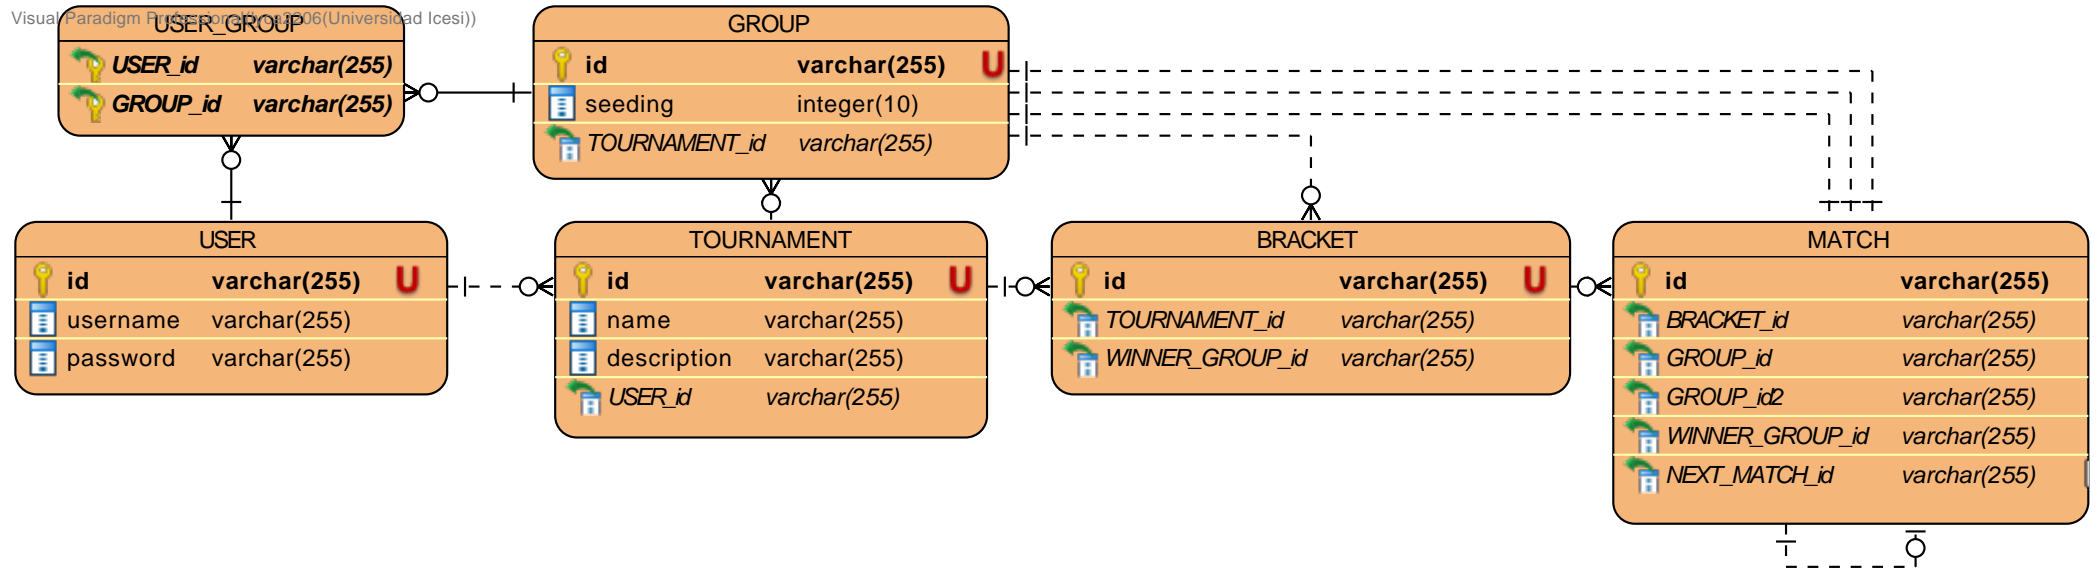 Visual Paradigm Professional(lyca2206(Universidad Icesi))
USER_GROUP
USER_id varchar(255)
GROUP_id varchar(255)
GROUP
id varchar(255) U
seeding integer(10)
TOURNAMENT_id varchar(255)
USER
id varchar(255) U
username varchar(255)
password varchar(255)
TOURNAMENT
id varchar(255) U
name varchar(255)
description varchar(255)
USER_id varchar(255)
BRACKET
id varchar(255) U
TOURNAMENT_id varchar(255)
WINNER_GROUP_id varchar(255)
MATCH
id varchar(255)
BRACKET_id varchar(255)
GROUP_id varchar(255)
GROUP_id2 varchar(255)
WINNER_GROUP_id varchar(255)
NEXT_MATCH_id varchar(255)